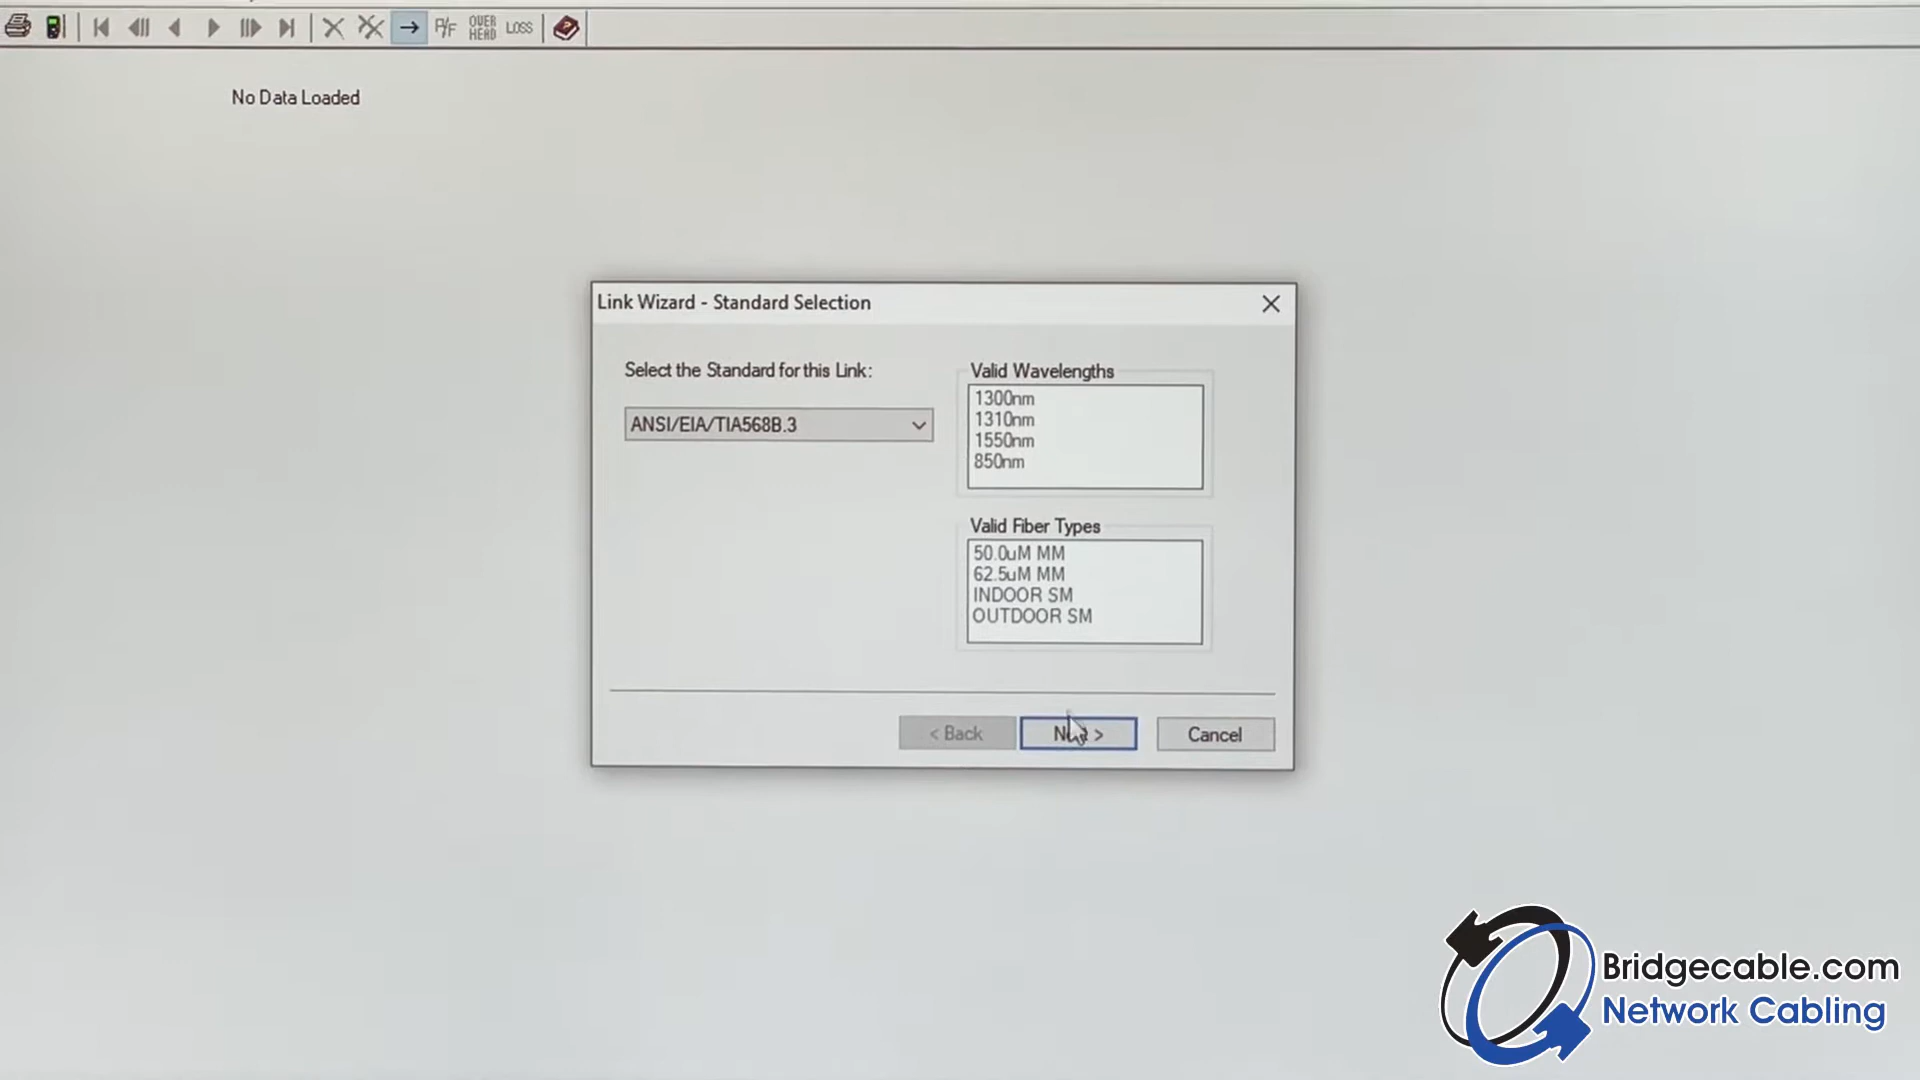 P/F
OVER
HEAD
LOSS
No Data Loaded
Link Wizard - Standard Selection
Select the Standard for this Link:
ANSI/EIA/TIA568B.3
Valid Wavelengths
1300nm
1310nm
1550nm
850nm
Valid Fiber Types
50.0uM MM
62.5uM MM
INDOOR SM
OUTDOOR SM
< Back
Next >
Cancel
Bridgecable.com
Network Cabling